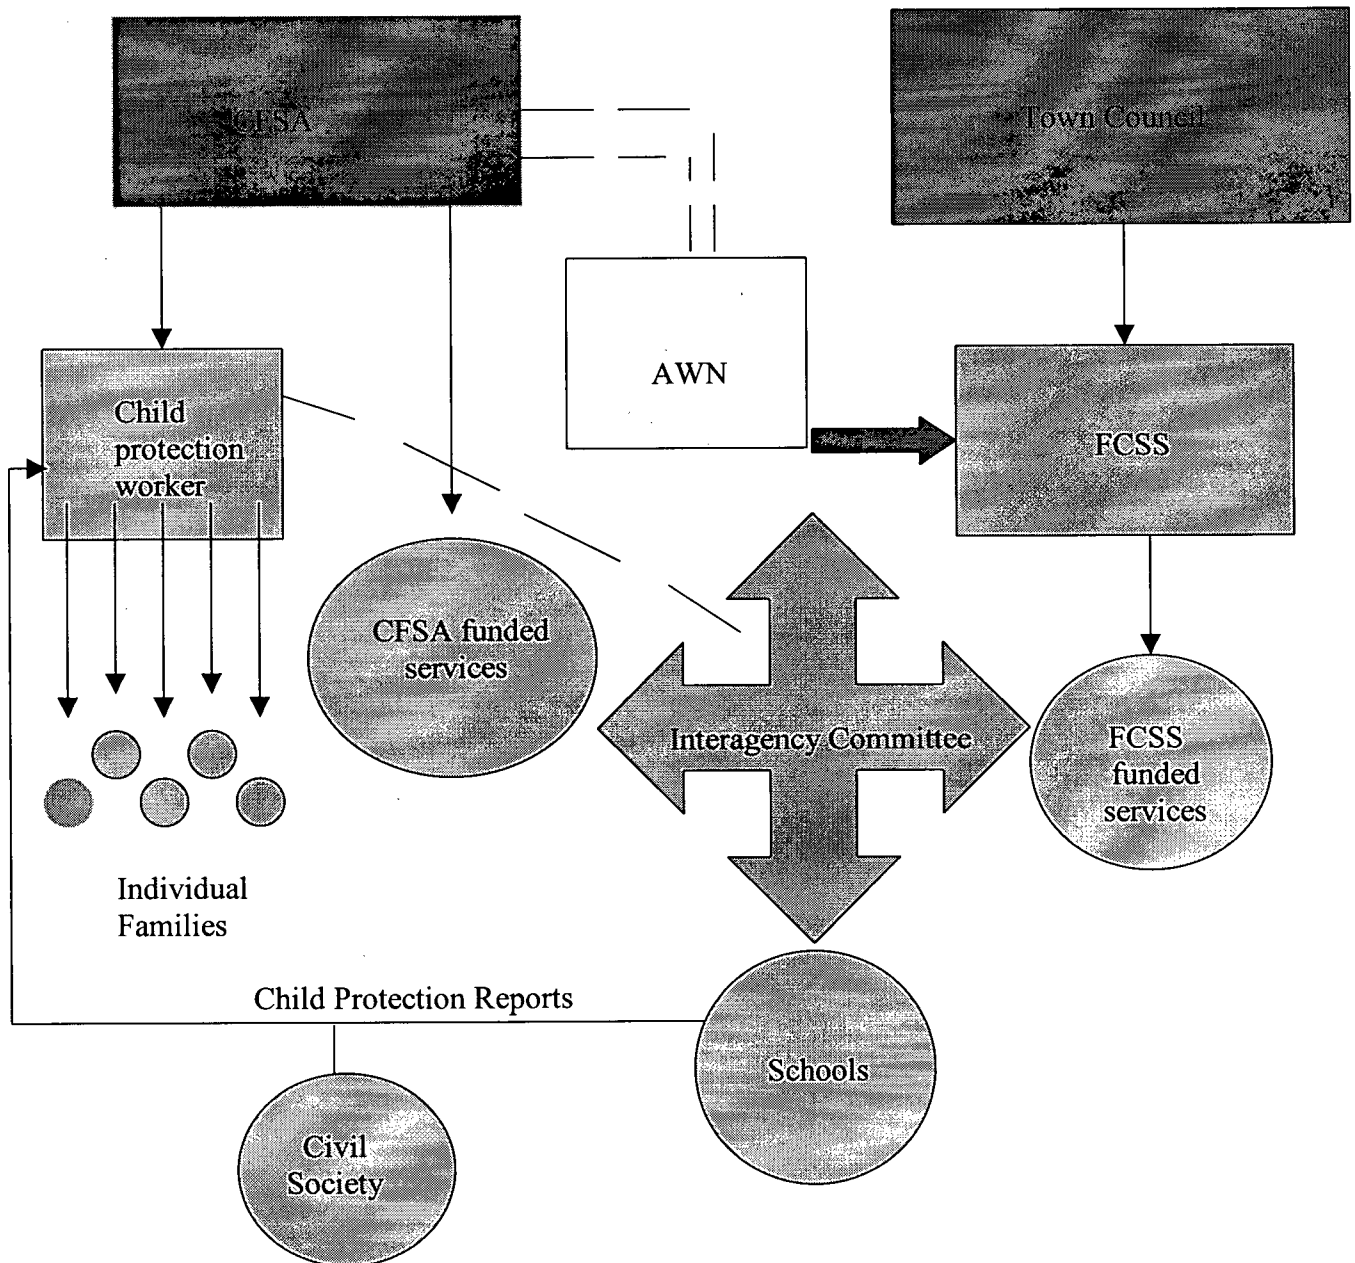 CFSA
Town Council
AWN
Child
protection
worker
FCSS
CFSA funded
services
Interagency Committee
FCSS
funded
services
Individual
Families
Child Protection Reports
Schools
Civil
Society